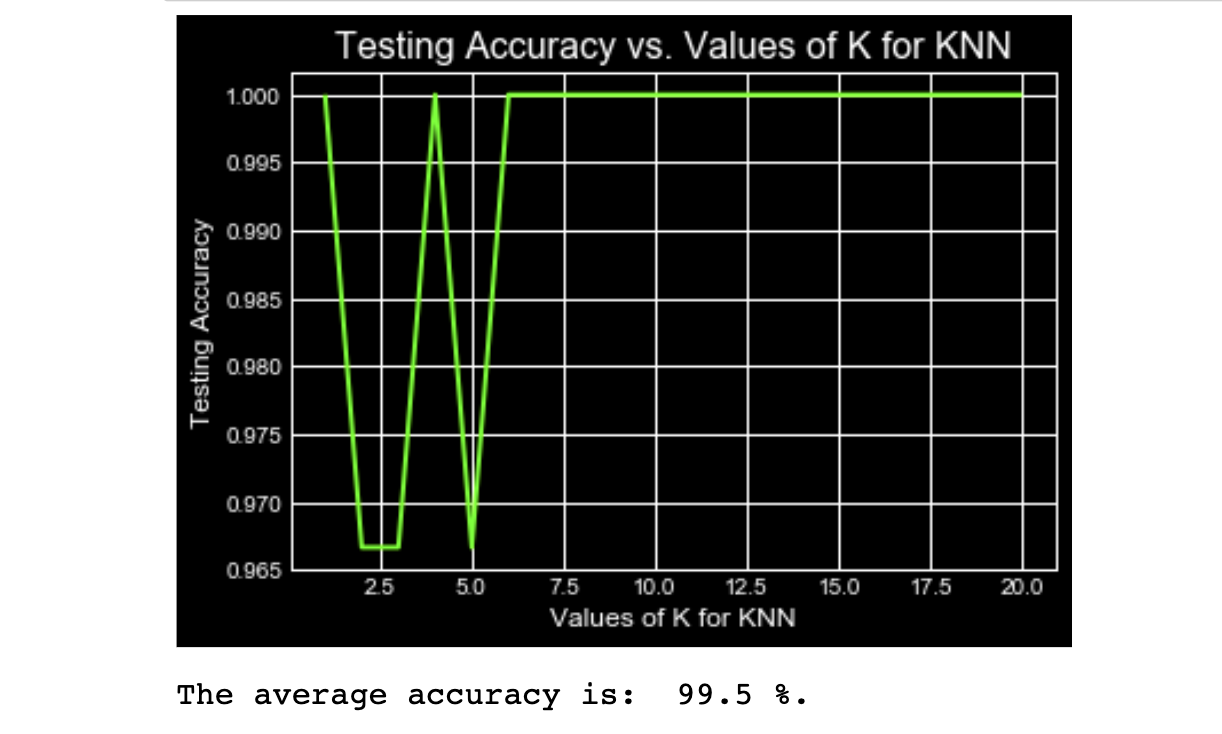 Testing Accuracy vs. Values of K for KNN
1.000
0.995
0.990
0.985
0.980
0.975
0.970
0.965
Testing Accuracy
2.5 5.0 7.5 10.0 12.5 15.0 17.5 20.0
Values of K for KNN
The average accuracy is:  99.5 %.